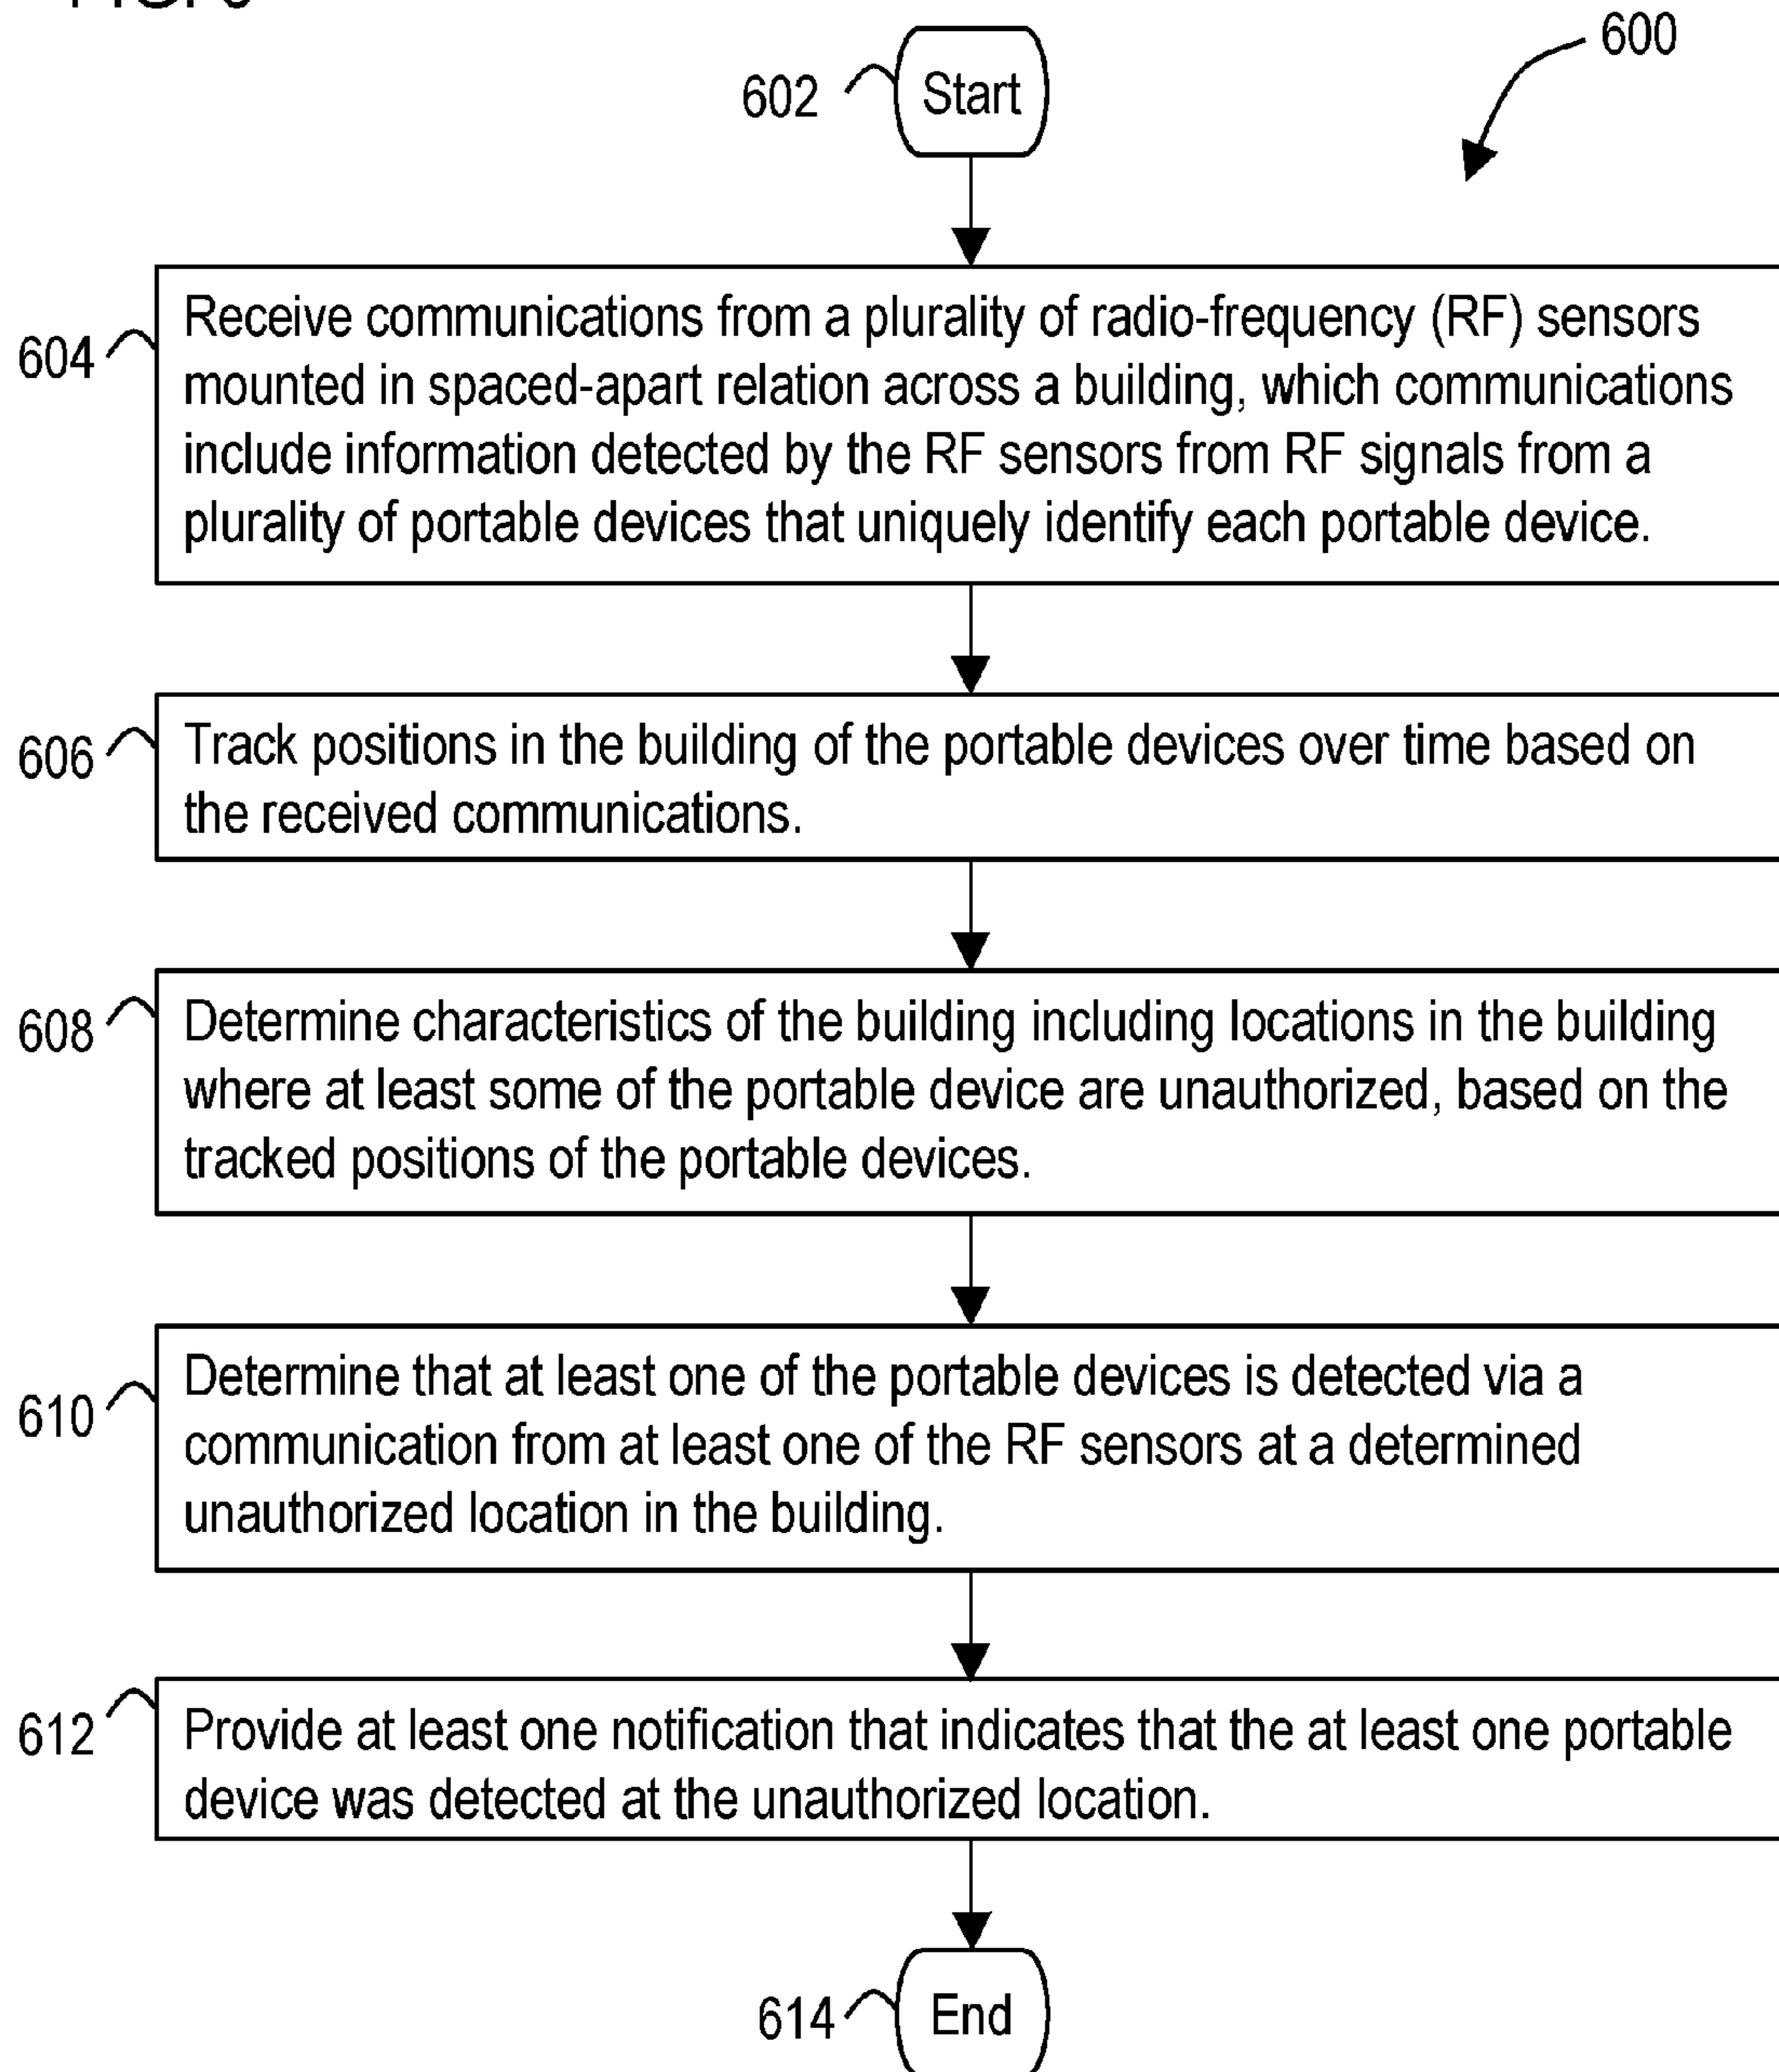 600
602
Start
604
Receive communications from a plurality of radio-frequency (RF) sensors
mounted in spaced-apart relation across a building, which communications
include information detected by the RF sensors from RF signals from a
plurality of portable devices that uniquely identify each portable device.
606
Track positions in the building of the portable devices over time based on
the received communications.
608
Determine characteristics of the building including locations in the building
where at least some of the portable device are unauthorized, based on the
tracked positions of the portable devices.
610
Determine that at least one of the portable devices is detected via a
communication from at least one of the RF sensors at a determined
unauthorized location in the building.
612
Provide at least one notification that indicates that the at least one portable
device was detected at the unauthorized location.
614
End